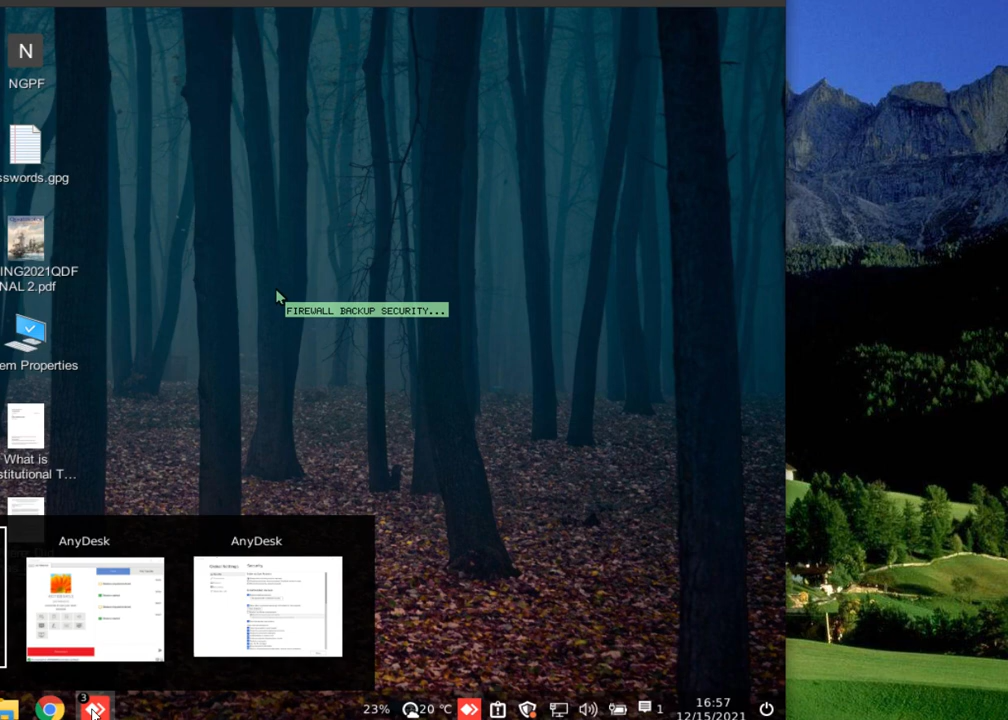 N
NGPF
sswords.gpg
ING2021QDF
NAL 2.pdf
FIREWALL BACKUP SECURITY...
em Properties
What is
stitutional T...
AnyDesk
AnyDesk
3
23%
20 °C
1
16:57
12/15/2021